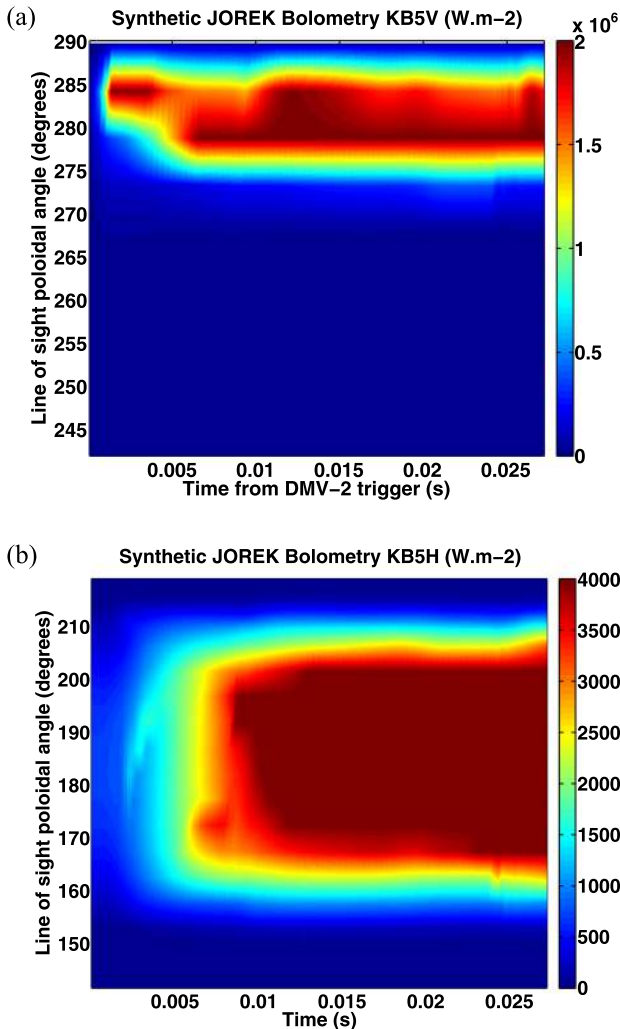 (a)
Synthetic JOREK Bolometry KB5V (W.m−2)
x 10^6
Line of sight poloidal angle (degrees)
290
285
280
275
270
265
260
255
250
245
2
1.5
1
0.5
0
0.005 0.01 0.015 0.02 0.025
Time from DMV−2 trigger (s)
(b)
Synthetic JOREK Bolometry KB5H (W.m−2)
Line of sight poloidal angle (degrees)
210
200
190
180
170
160
150
4000
3500
3000
2500
2000
1500
1000
500
0
0.005 0.01 0.015 0.02 0.025
Time (s)